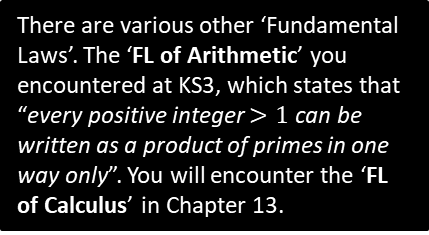 There are various other ‘Fundamental
Laws’. The ‘FL of Arithmetic’ you
encountered at KS3, which states that
“every positive integer > 1 can be
written as a product of primes in one
way only”. You will encounter the ‘FL
of Calculus’ in Chapter 13.